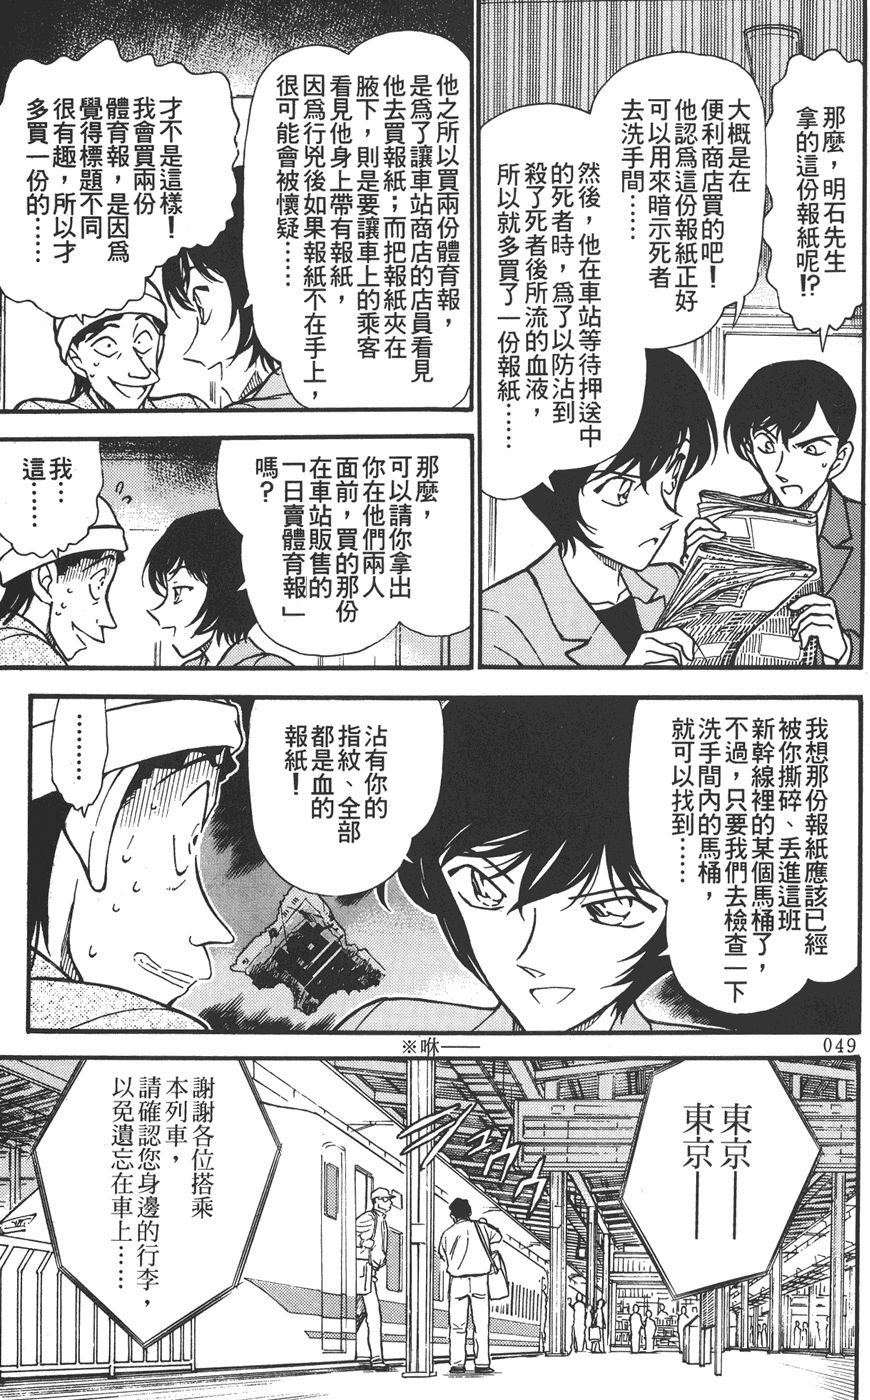 那麼，明石先生
拿的這份報紙呢!?
大概是在
便利商店買的吧！
他認為這份報紙正好
可以用來暗示死者
去洗手間……
然後，他在車站等待押送中
的死者時，為了以防沾到
殺了死者後所流的血液，
所以就多買了一份報紙……
他之所以買兩份體育報，
是為了讓車站商店的店員看見
他去買報紙；而把報紙夾在
腋下，則是要讓車上的乘客
看見他身上帶有報紙，
因為行兇後如果報紙不在手上，
很可能會被懷疑……
才不是這樣！
我會買兩份
體育報，是因為
覺得標題不同
很有趣，所以才
多買一份的……
那麼，
可以請你拿出
你在他們兩人
面前，買的那份
在車站販售的
「日賣體育報」
嗎？
我…
這……
我想那份報紙應該已經
被你撕碎、丟進這班
新幹線裡的某個馬桶了，
不過，只要我們去檢查一下
洗手間內的馬桶，
就可以找到……
沾有你的
指紋、全部
都是血的
報紙！
………
049
※咻──
東京──
東京──
プシュウ
謝謝各位搭乘
本列車，
請確認您身邊的行李，
以免遺忘在車上……